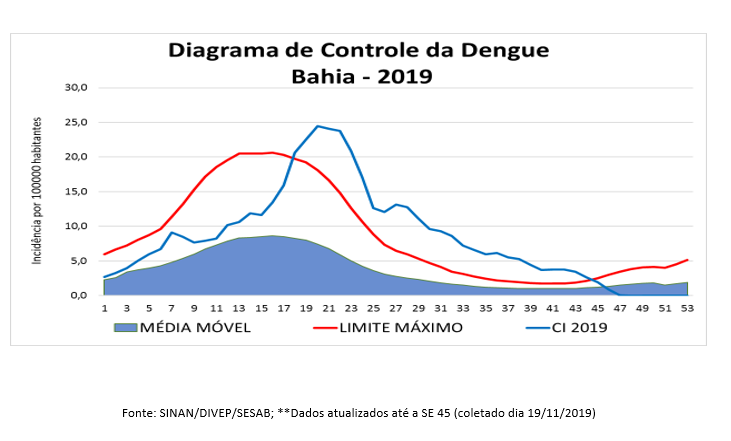 Diagrama de Controle da Dengue
Bahia - 2019
Incidência por 100000 habitantes
30,0
25,0
20,0
15,0
10,0
5,0
0,0
1 3 5 7 9 11 13 15 17 19 21 23 25 27 29 31 33 35 37 39 41 43 45 47 49 51 53
MÉDIA MÓVEL LIMITE MÁXIMO CI 2019
Fonte: SINAN/DIVEP/SESAB; **Dados atualizados até a SE 45 (coletado dia 19/11/2019)